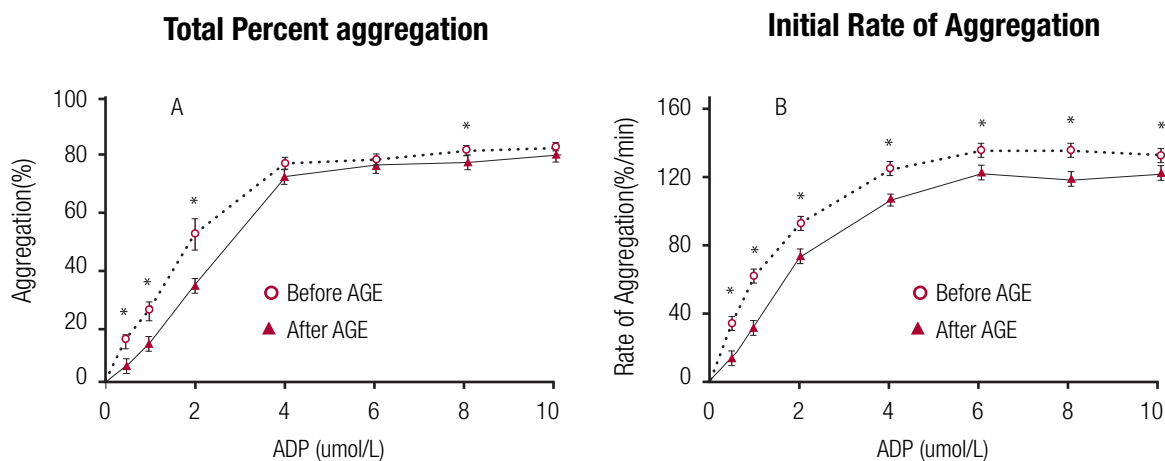 Total Percent aggregation
A
Aggregation(%)
100
80
60
40
20
0
0 2 4 6 8 10
ADP (umol/L)
* * * *
Before AGE
After AGE
Initial Rate of Aggregation
B
Rate of Aggregation(%/min)
160
120
80
40
0
0 2 4 6 8 10
ADP (umol/L)
* * * * * * *
Before AGE
After AGE